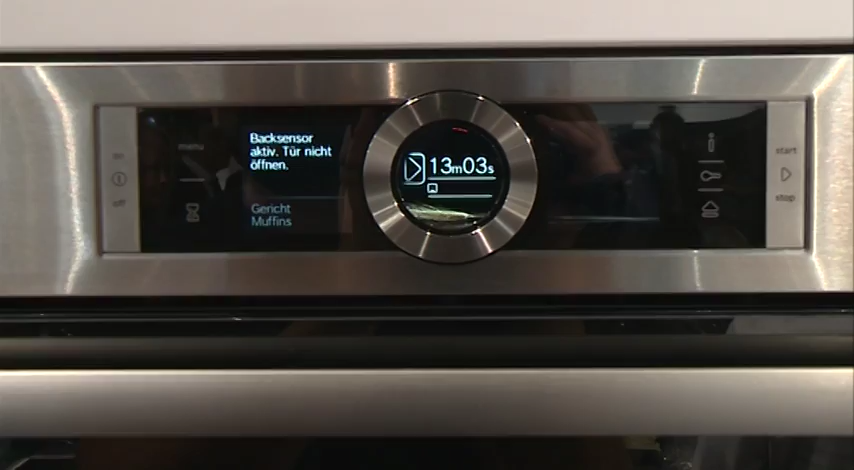 on
off
menu
Backsensor
aktiv. Tür nicht
öffnen.
Gericht
Muffins
13m03s
start
stop